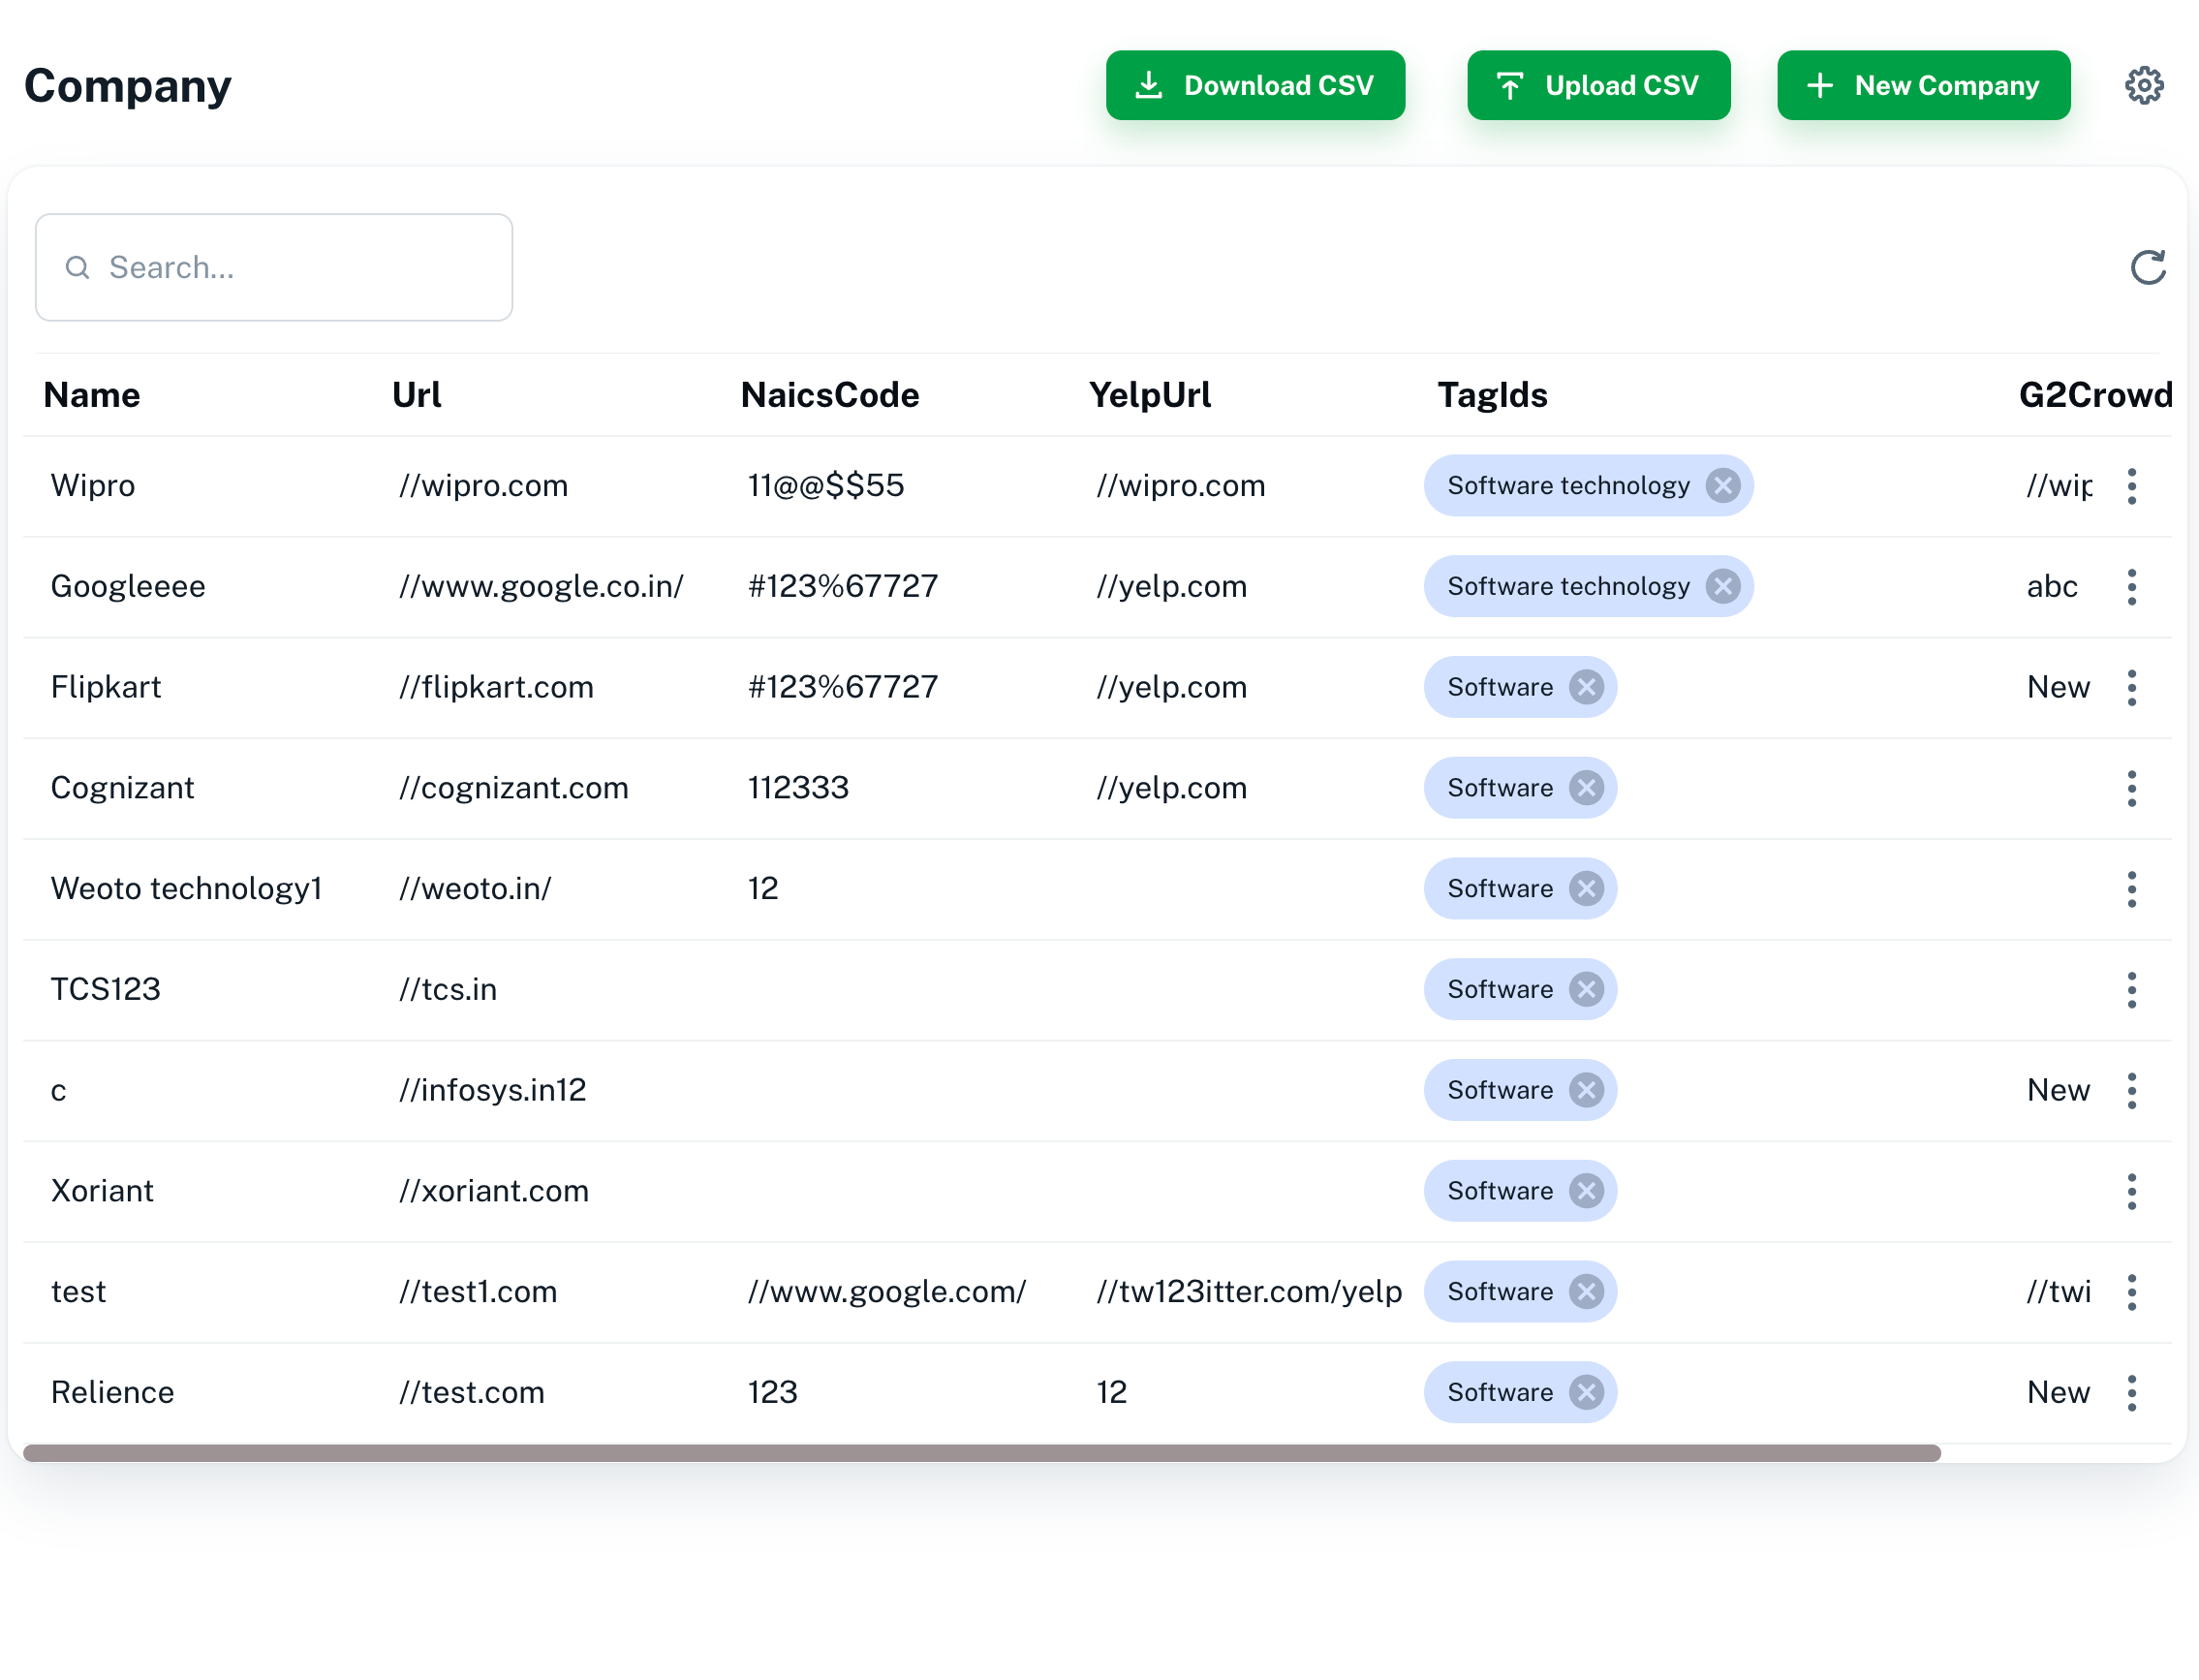 Company
Download CSV
Upload CSV
New Company
Search...
Name Url NaicsCode YelpUrl TagIds G2Crowd
Wipro //wipro.com 11@@$$55 //wipro.com Software technology //wip
Googleeee //www.google.co.in/ #123%67727 //yelp.com Software technology abc
Flipkart //flipkart.com #123%67727 //yelp.com Software New
Cognizant //cognizant.com 112333 //yelp.com Software
Weoto technology1 //weoto.in/ 12 Software
TCS123 //tcs.in Software
c //infosys.in12 Software New
Xoriant //xoriant.com Software
test //test1.com //www.google.com/ //tw123itter.com/yelp Software //twi
Relience //test.com 123 12 Software New